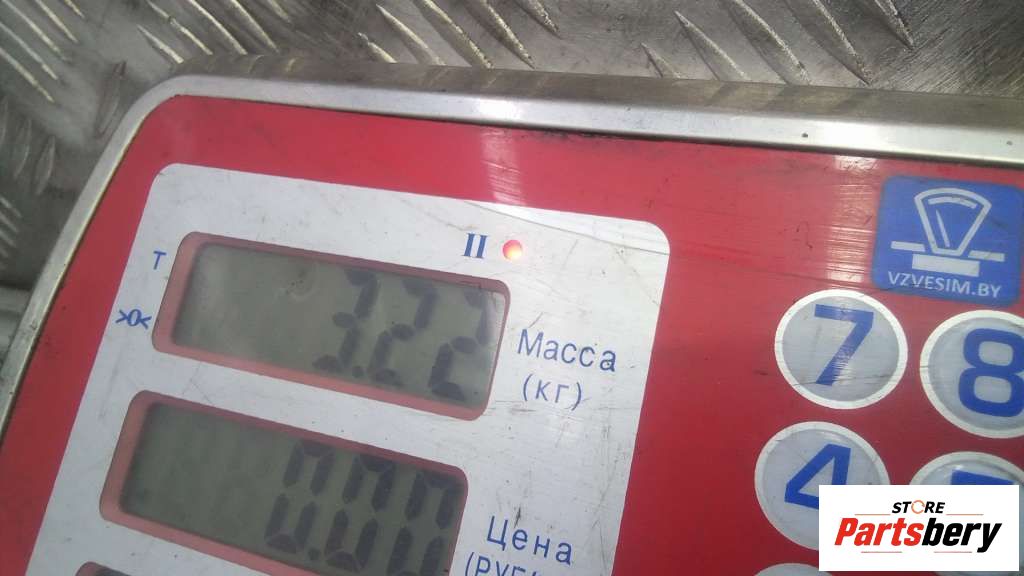 II
T
>0<
3.22
Масса
(кг)
0.00
Цена
VZVESIM.BY
7
8
4
STORE
Partsbery